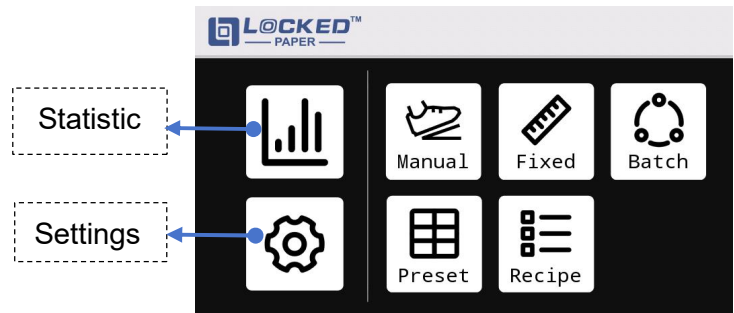 LOCKED™
PAPER
Statistic
Manual
Fixed
Batch
Settings
Preset
Recipe